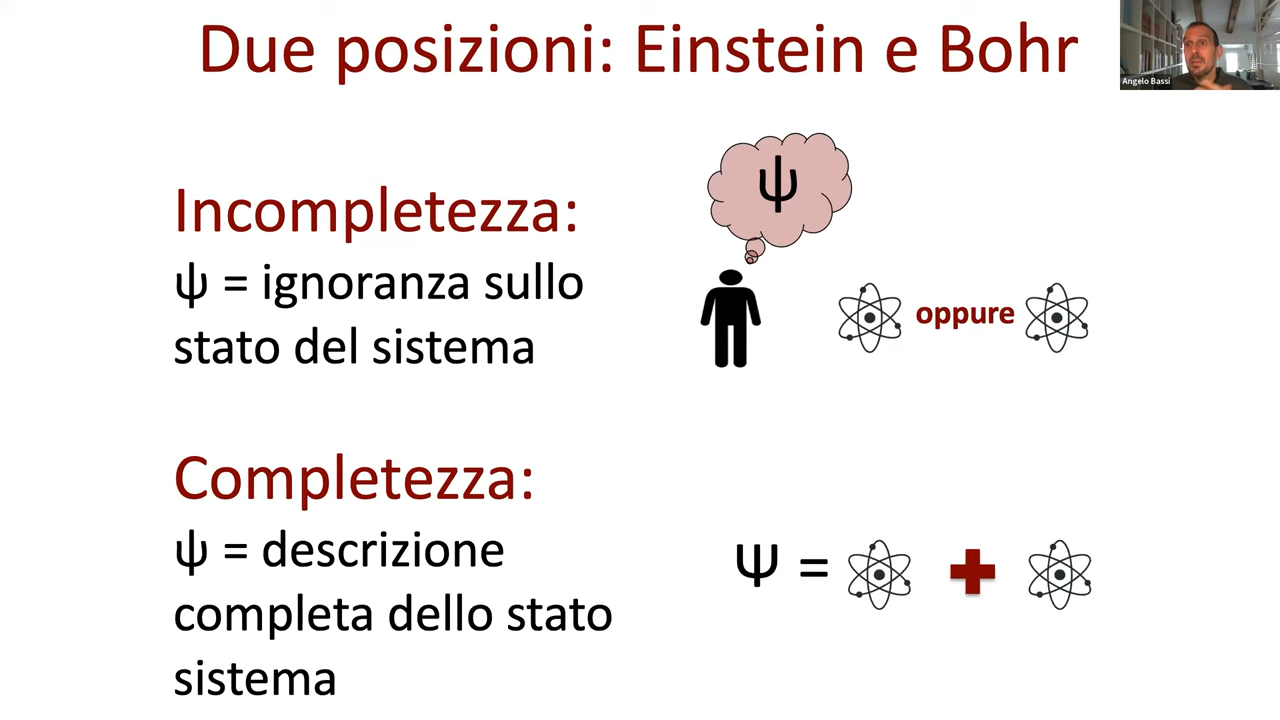 Due posizioni: Einstein e Bohr
Angelo Bassi
Incompletezza:
ψ = ignoranza sullo
stato del sistema
ψ
oppure
Completezza:
ψ = descrizione
completa dello stato
sistema
Ψ = +